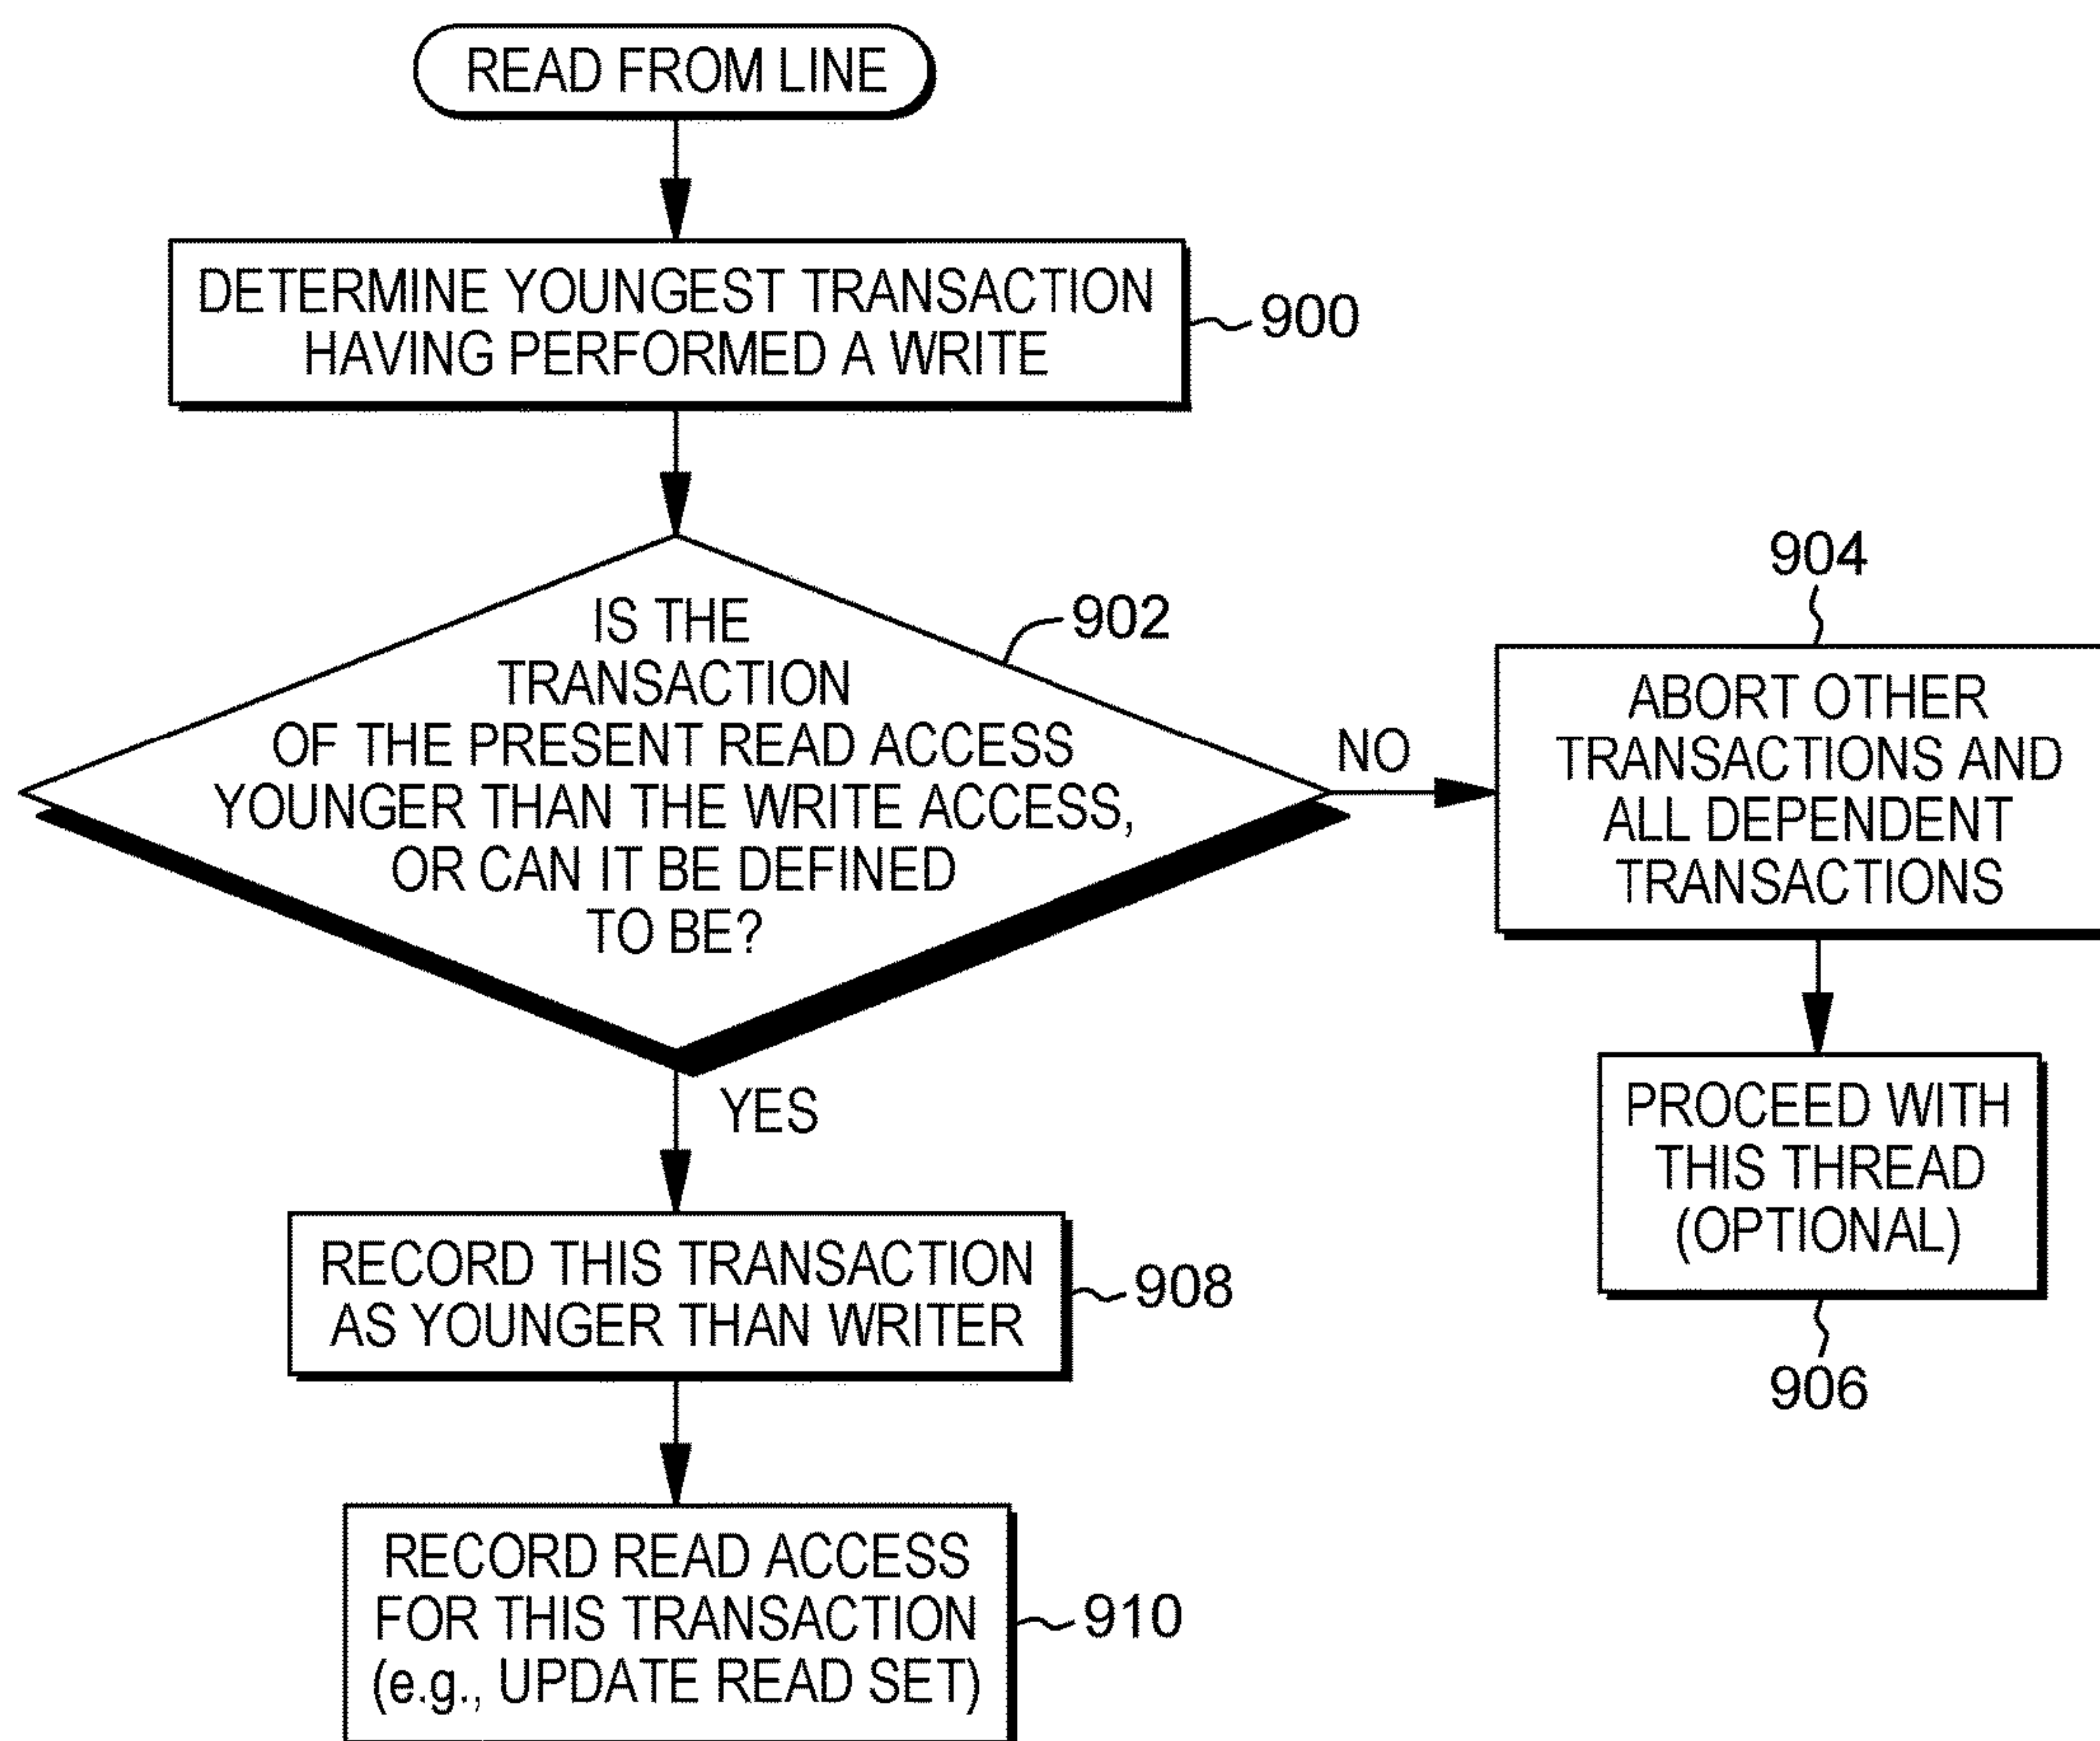 READ FROM LINE
DETERMINE YOUNGEST TRANSACTION
HAVING PERFORMED A WRITE
900
IS THE
TRANSACTION
OF THE PRESENT READ ACCESS
YOUNGER THAN THE WRITE ACCESS,
OR CAN IT BE DEFINED
TO BE?
902
NO
904
ABORT OTHER
TRANSACTIONS AND
ALL DEPENDENT
TRANSACTIONS
PROCEED WITH
THIS THREAD
(OPTIONAL)
906
YES
RECORD THIS TRANSACTION
AS YOUNGER THAN WRITER
908
RECORD READ ACCESS
FOR THIS TRANSACTION
(e.g., UPDATE READ SET)
910